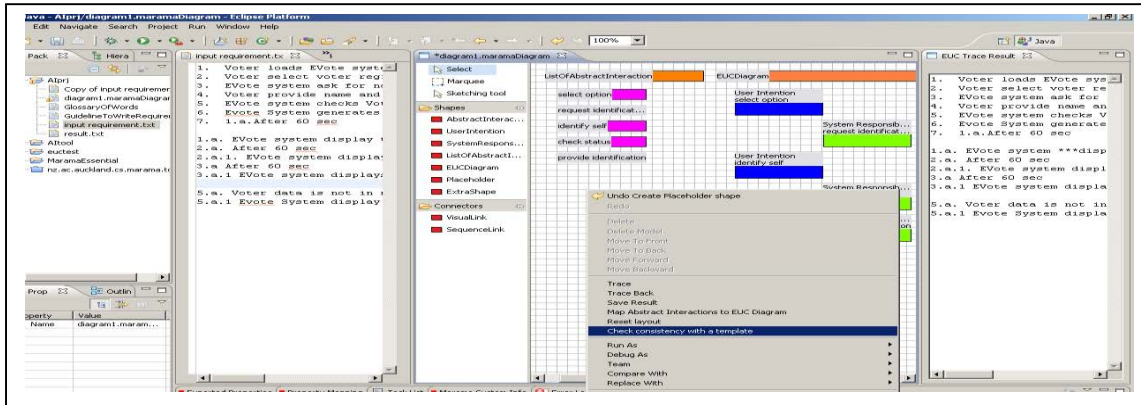 Java - AIprj/diagram1.maramaDiagram - Eclipse Platform
Edit Navigate Search Project Run Window Help
100%
Java
Pack
Hiera
AIprj
Copy of input requiremer
diagram1.maramaDiagrar
GlossaryOfWords
GuidelineToWriteRequirer
input requirement.txt
result.txt
AItool
euctest
MaramaEssential
nz.ac.auckland.cs.marama.t
Prop
Outlin
operty Value
Name diagram1.maram...
input requirement.tx
1. Voter loads EVote syst
2. Voter select voter reg
3. EVote system ask for n
4. Voter provide name and
5. EVote system checks Vo
6. Evote System generates
7. 1.a.After 60 sec
1.a. EVote system display
2.a. After 60 sec
2.a.1. EVote system displa
3.a After 60 sec
3.a.1 EVote system display
5.a. Voter data is not in
5.a.1 Evote System display
*diagram1.maramaDiagram
Select
Marquee
Sketching tool
Shapes
AbstractInterac...
UserIntention
SystemRespons...
ListOfAbstractI...
EUCDiagram
Placeholder
ExtraShape
Connectors
VisualLink
SequenceLink
ListOfAbstractInteraction
EUCDiagram
select option
request identificat...
identify self
check status
provide identification
User Intention
select option
System Responsib...
request identificat...
User Intention
identify self
System Responsib...
Undo Create Placeholder shape
Redo
Delete
Delete Model
Move To Front
Move To Back
Move Forward
Move Backward
Trace
Trace Back
Save Result
Map Abstract Interactions to EUC Diagram
Reset layout
Check consistency with a template
Run As
Debug As
Team
Compare With
Replace With
EUC Trace Result
1. Voter loads EVote sys
2. Voter select voter re
3. EVote system ask for
4. Voter provide name an
5. EVote system checks V
6. Evote System generate
7. 1.a.After 60 sec
1.a. EVote system ***disp
2.a. After 60 sec
2.a.1. EVote system displ
3.a After 60 sec
3.a.1 EVote system displa
5.a. Voter data is not in
5.a.1 Evote System displa